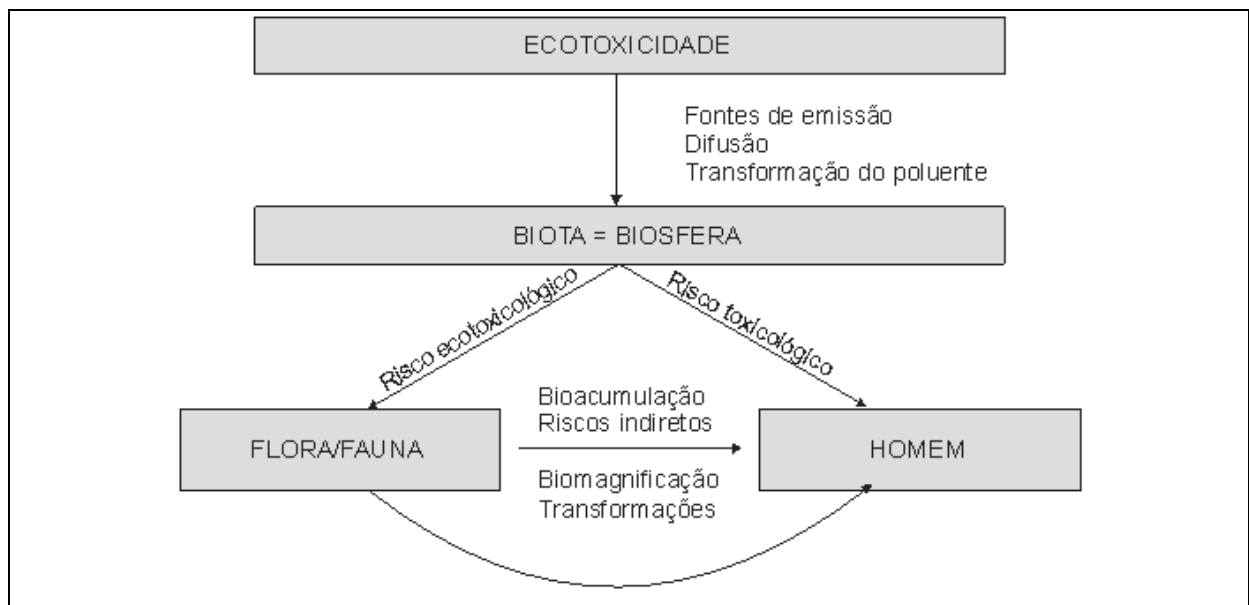 ECOTOXICIDADE
Fontes de emissão
Difusão
Transformação do poluente
BIOTA = BIOSFERA
Risco ecotoxicológico
Risco toxicológico
Bioacumulação
Riscos indiretos
FLORA/FAUNA
HOMEM
Biomagnificação
Transformações